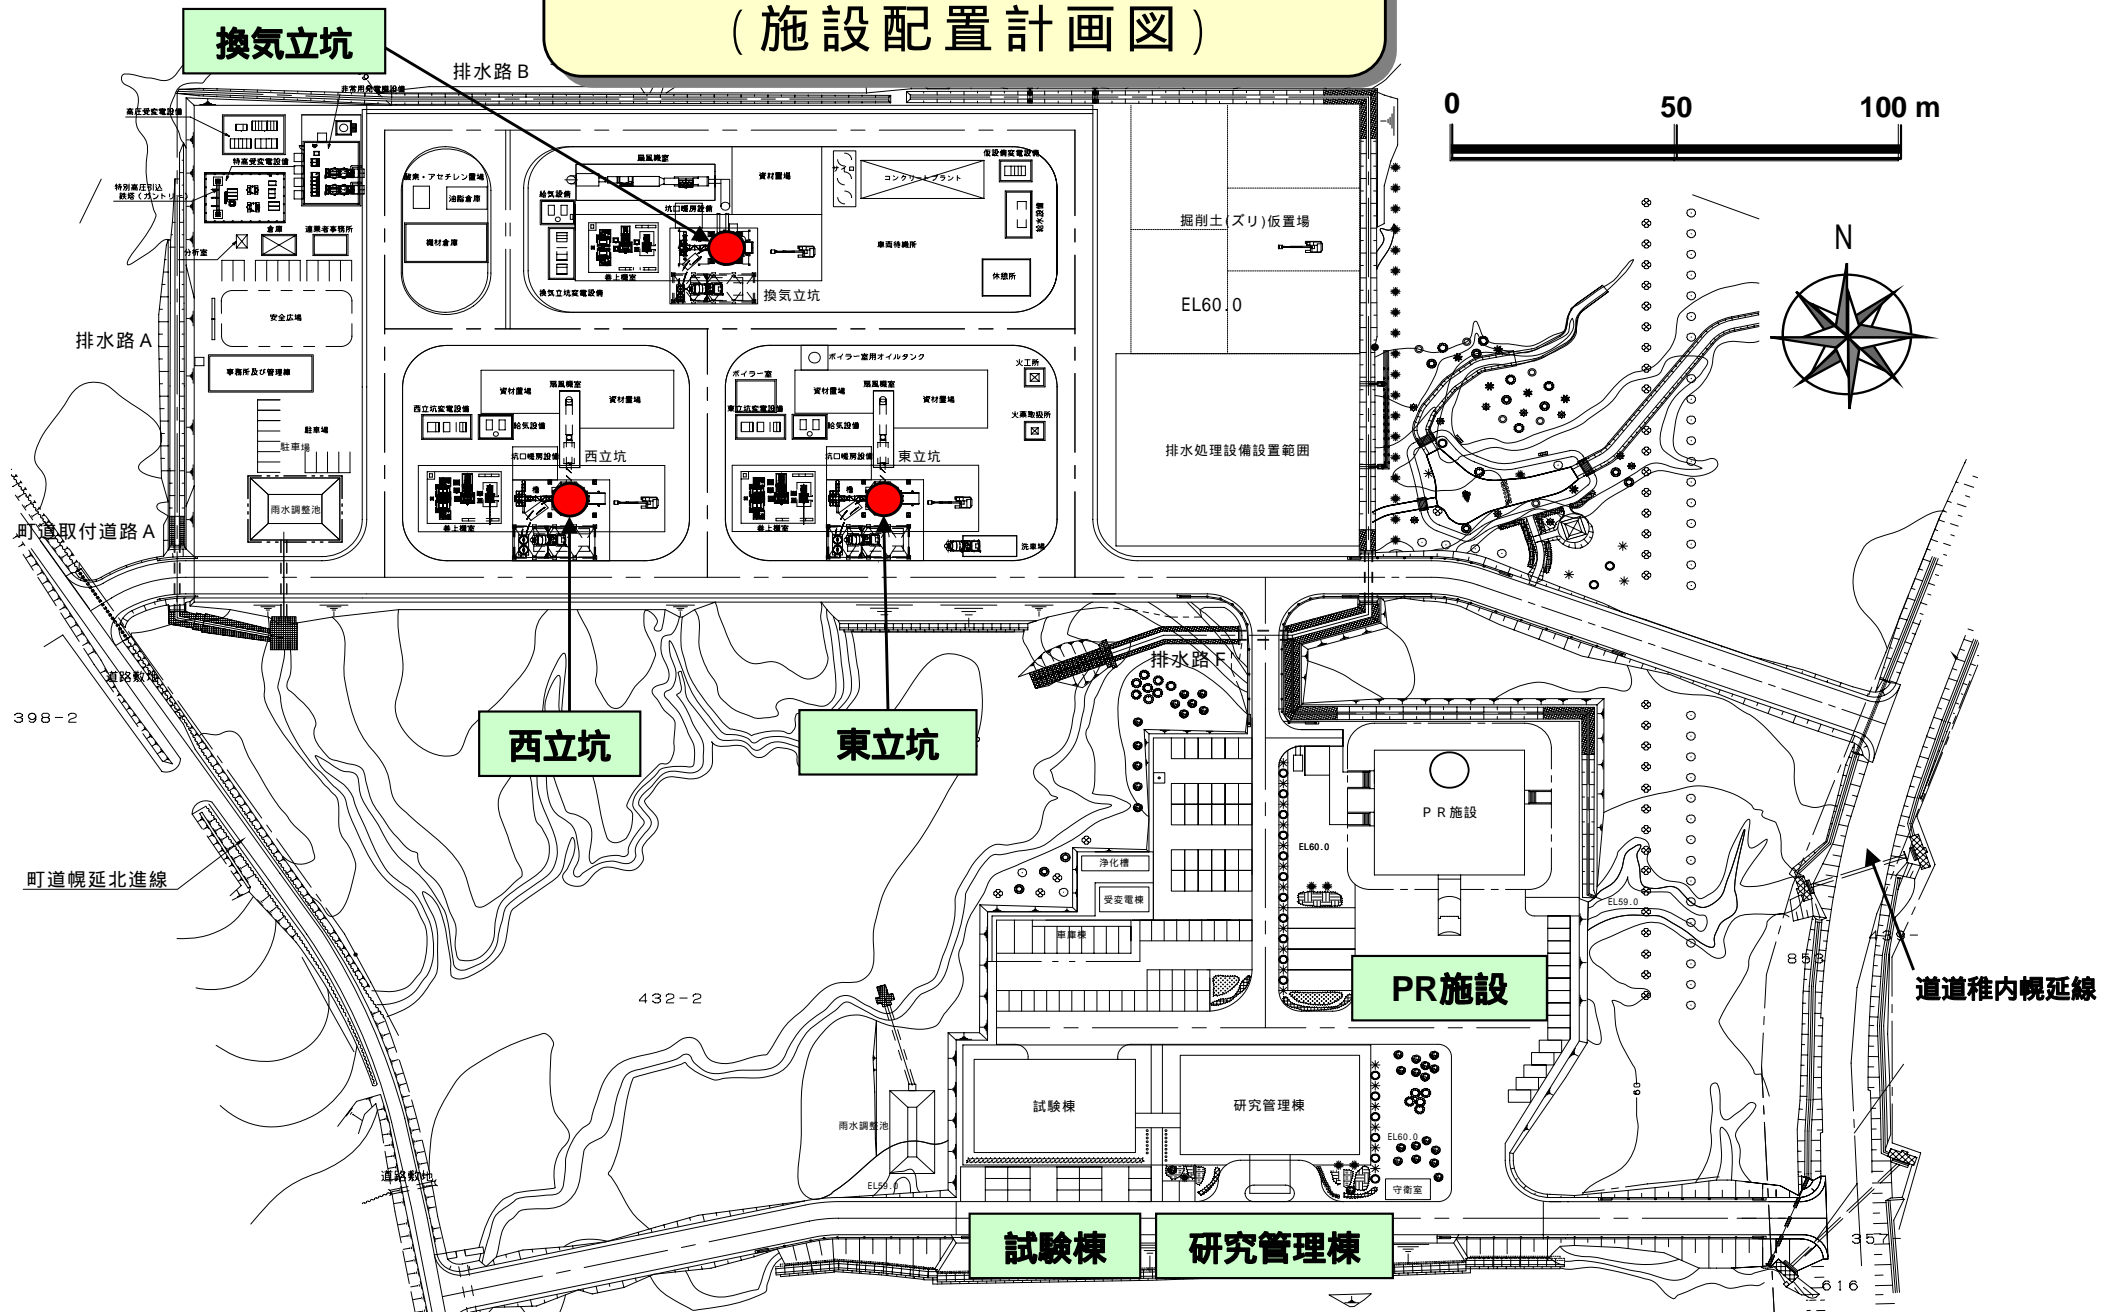 (施設配置計画図)
換気立坑
排水路B
0 50 100 m
非常用発電機設備
高圧受変電設備
特高受変電設備
特別高圧引込
鉄塔(ガントリー)
倉庫
分析室
安全広場
排水路A
事務所及び管理棟
駐車場
駐車場
雨水調整池
町道取付道路A
酸素・アセチレン置場
油脂倉庫
機材倉庫
扇風機室
資材置場
給気設備
坑口暖房設備
巻上機室
換気立坑変電設備
換気立坑
サイロ
コンクリートプラント
仮設備変電設備
給水設備
車両待機所
休憩所
掘削土(ズリ)仮置場
EL60.0
N
排水処理設備設置範囲
資材置場
扇風機室
資材置場
西立坑変電設備
給気設備
坑口暖房設備
西立坑
巻上機室
ボイラー室用オイルタンク
ボイラー室
資材置場
扇風機室
資材置場
東立坑変電設備
給気設備
坑口暖房設備
東立坑
巻上機室
火工所
火薬取扱所
洗車場
道路敷地
398-2
排水路F
西立坑
東立坑
PR施設
EL60.0
町道幌延北進線
浄化槽
受変電棟
車庫棟
EL59.0
853
PR施設
道道稚内幌延線
432-2
試験棟
研究管理棟
雨水調整池
EL59.0
EL60.0
守衛室
60
道路敷地
試験棟
研究管理棟
357
616